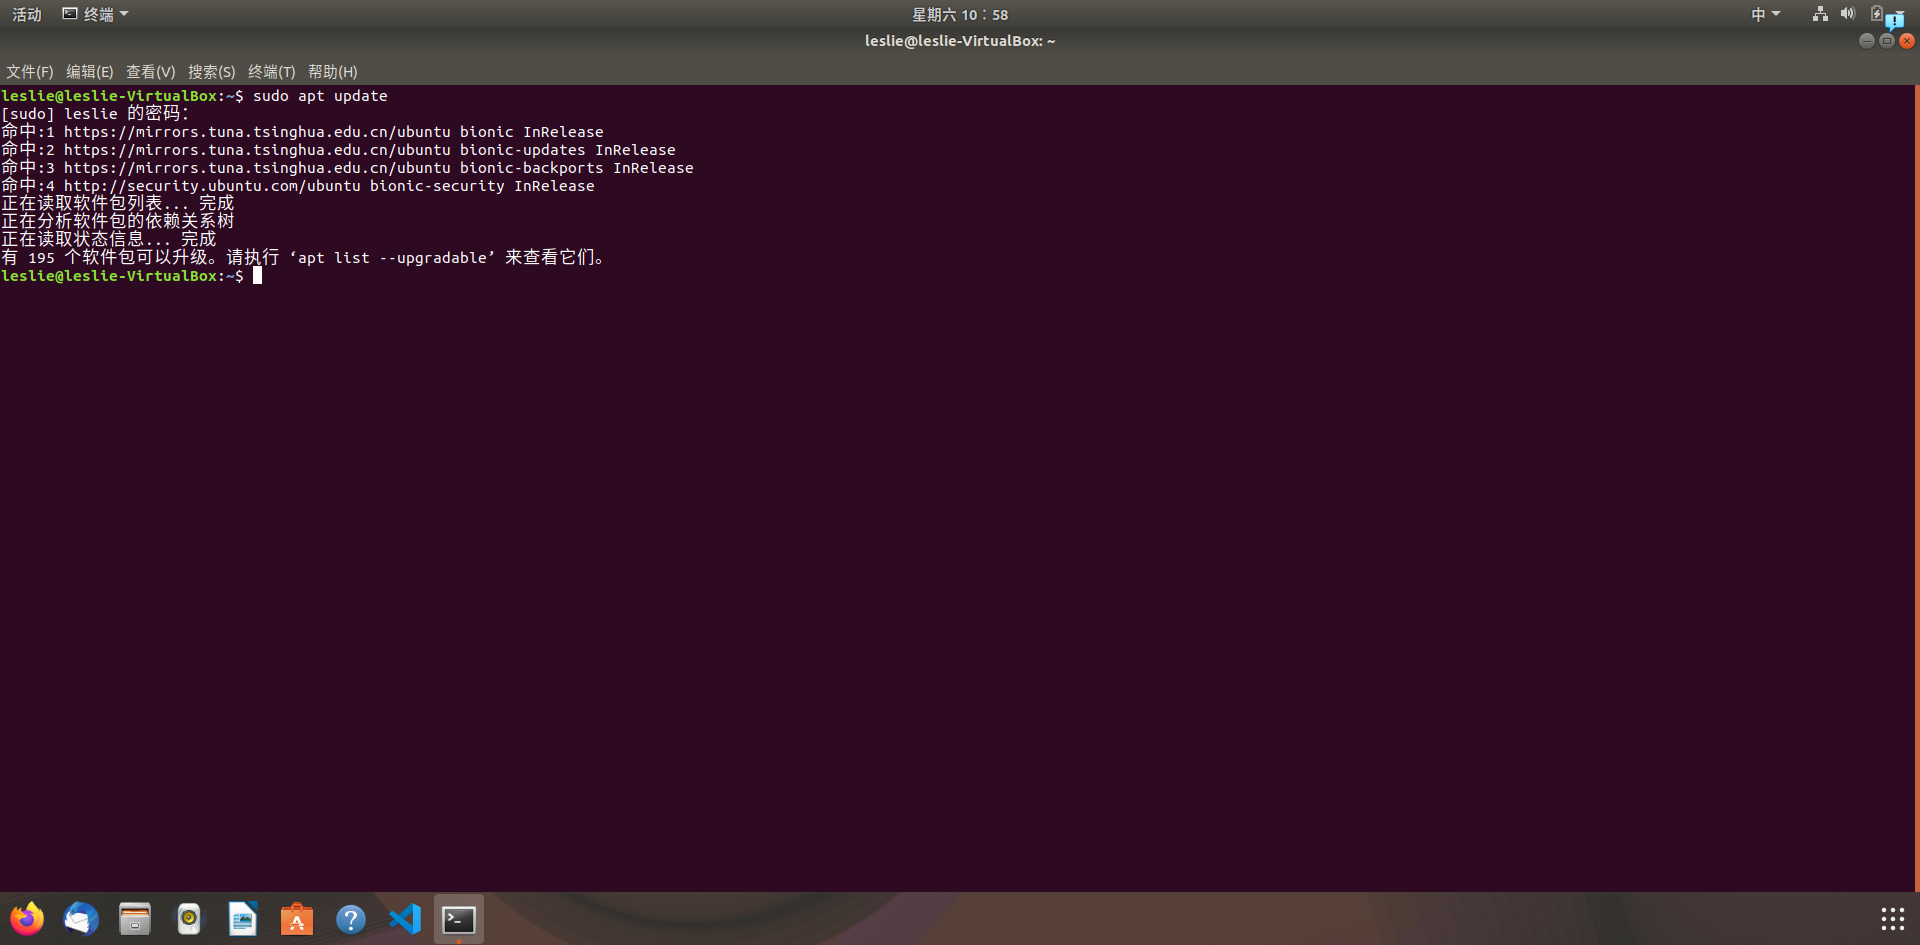 活动 终端 星期六 10：58 中
leslie@leslie-VirtualBox: ~
文件(F) 编辑(E) 查看(V) 搜索(S) 终端(T) 帮助(H)
leslie@leslie-VirtualBox:~$ sudo apt update
[sudo] leslie 的密码：
命中:1 https://mirrors.tuna.tsinghua.edu.cn/ubuntu bionic InRelease
命中:2 https://mirrors.tuna.tsinghua.edu.cn/ubuntu bionic-updates InRelease
命中:3 https://mirrors.tuna.tsinghua.edu.cn/ubuntu bionic-backports InRelease
命中:4 http://security.ubuntu.com/ubuntu bionic-security InRelease
正在读取软件包列表... 完成
正在分析软件包的依赖关系树
正在读取状态信息... 完成
有 195 个软件包可以升级。请执行 ‘apt list --upgradable’ 来查看它们。
leslie@leslie-VirtualBox:~$